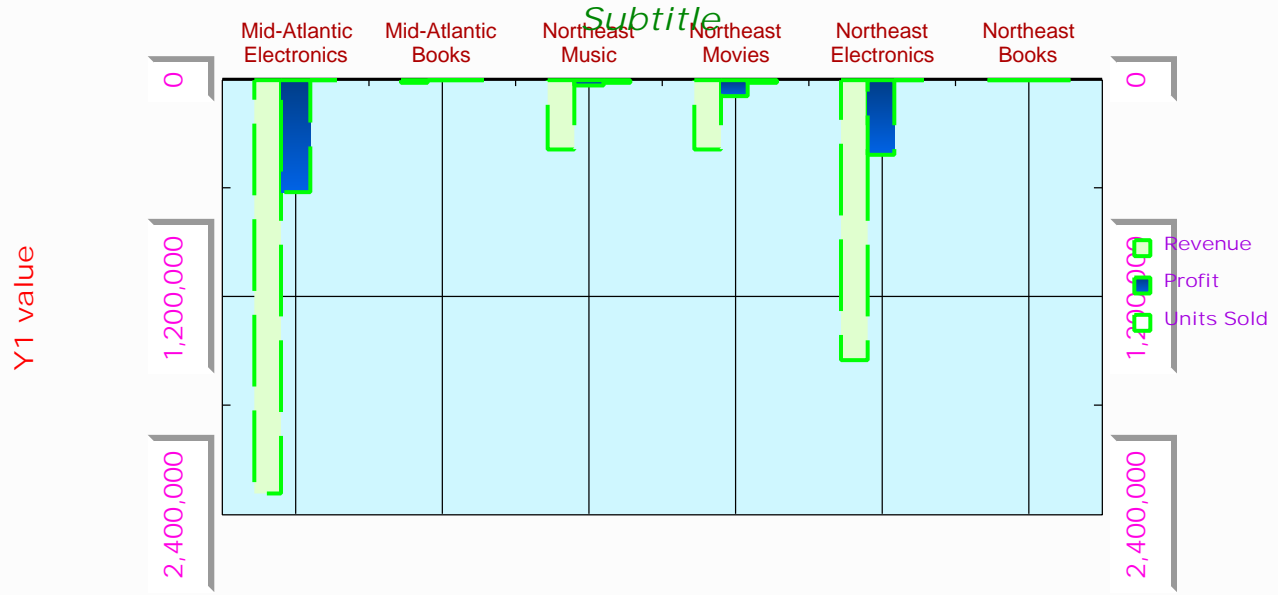 Subtitle
Mid-Atlantic
Electronics
Mid-Atlantic
Books
Northeast
Music
Northeast
Movies
Northeast
Electronics
Northeast
Books
Y1 value
0
1,200,000
2,400,000
0
1,200,000
2,400,000
Revenue
Profit
Units Sold